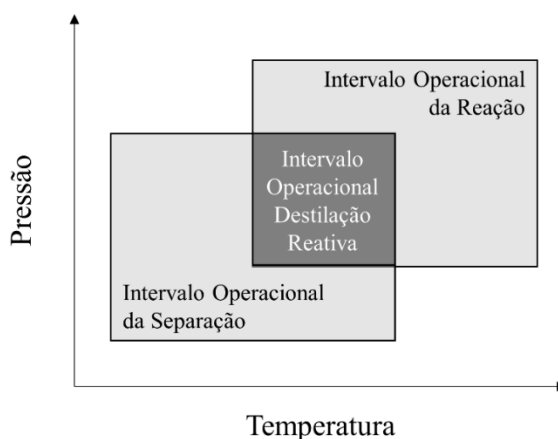 Intervalo Operacional
da Reação
Intervalo
Operacional
Destilação
Reativa
Intervalo Operacional
da Separação
Pressão
Temperatura